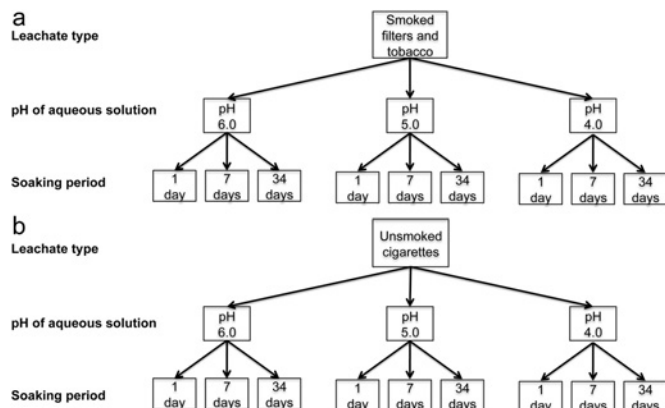 a
Leachate type
Smoked
filters and
tobacco
pH of aqueous solution
pH
6.0
pH
5.0
pH
4.0
Soaking period
1
day
7
days
34
days
1
day
7
days
34
days
1
day
7
days
34
days
b
Leachate type
Unsmoked
cigarettes
pH of aqueous solution
pH
6.0
pH
5.0
pH
4.0
Soaking period
1
day
7
days
34
days
1
day
7
days
34
days
1
day
7
days
34
days